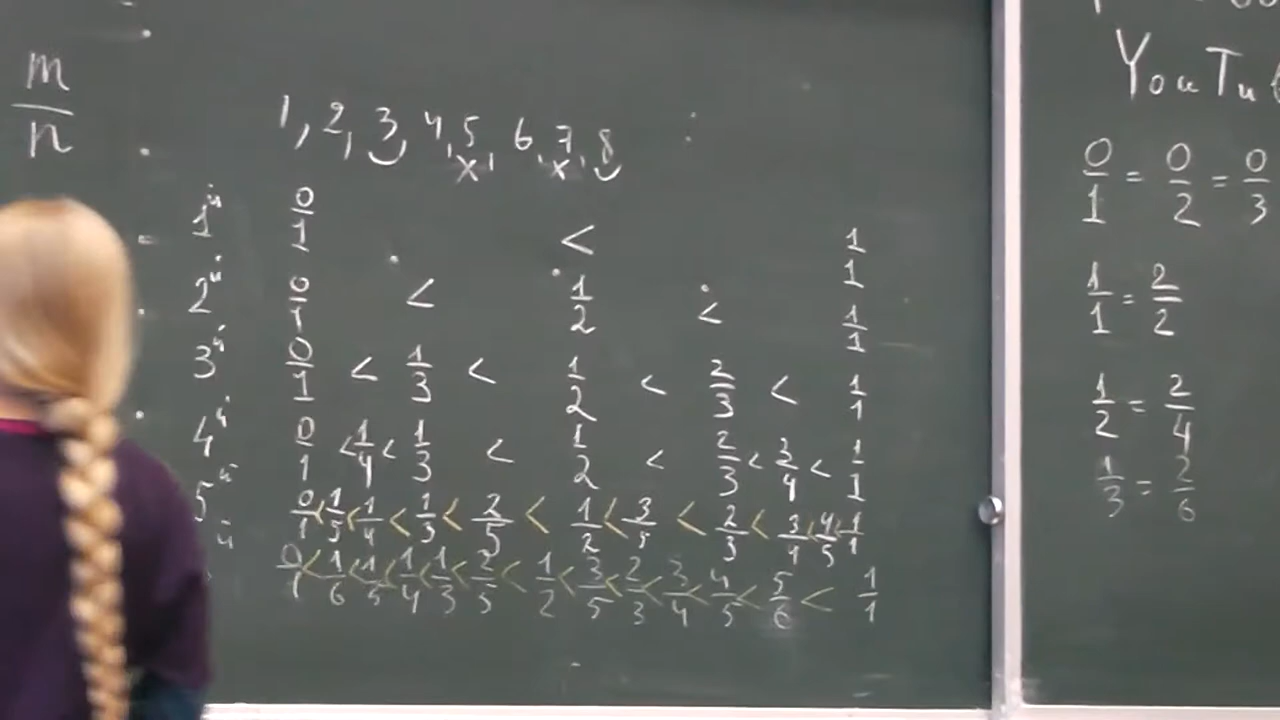 m/n
1, 2, 3, 4, 5, 6, 7, 8
x x
1й 0/1 < 1/1
2й 0/1 < 1/2 < 1/1
3й 0/1 < 1/3 < 1/2 < 2/3 < 1/1
4й 0/1 < 1/4 < 1/3 < 1/2 < 2/3 < 3/4 < 1/1
5й 0/1 < 1/5 < 1/4 < 1/3 < 2/5 < 1/2 < 3/5 < 2/3 < 3/4 < 4/5 < 1/1
й 0/1 < 1/6 < 1/5 < 1/4 < 1/3 < 2/5 < 1/2 < 3/5 < 2/3 < 3/4 < 4/5 < 5/6 < 1/1
YouTu
0/1 = 0/2 = 0/3
1/1 = 2/2
1/2 = 2/4
1/3 = 2/6